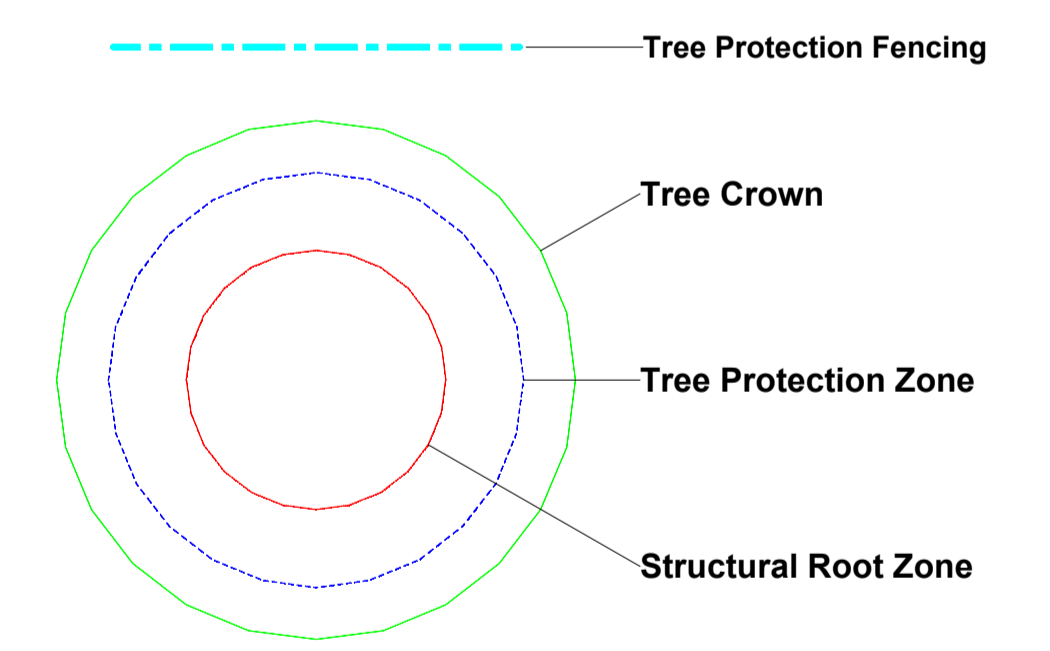 Tree Protection Fencing
Tree Crown
Tree Protection Zone
Structural Root Zone